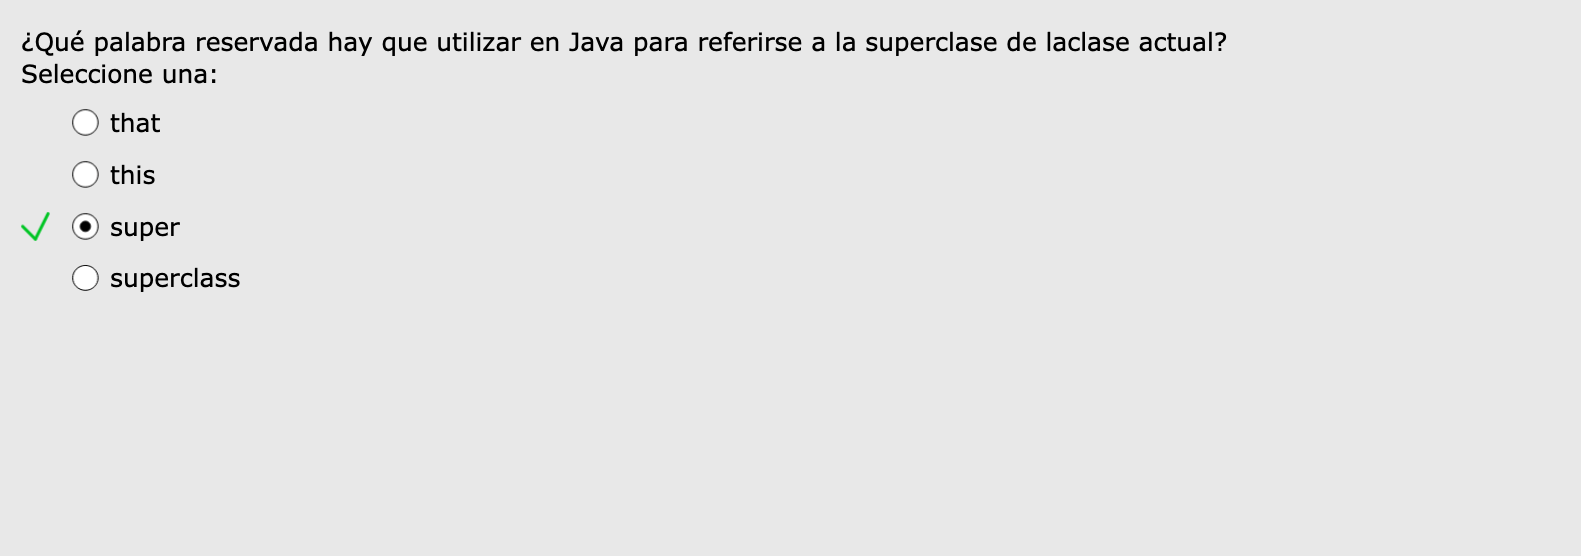 ¿Qué palabra reservada hay que utilizar en Java para referirse a la superclase de laclase actual?
Seleccione una:
that
this
super
superclass